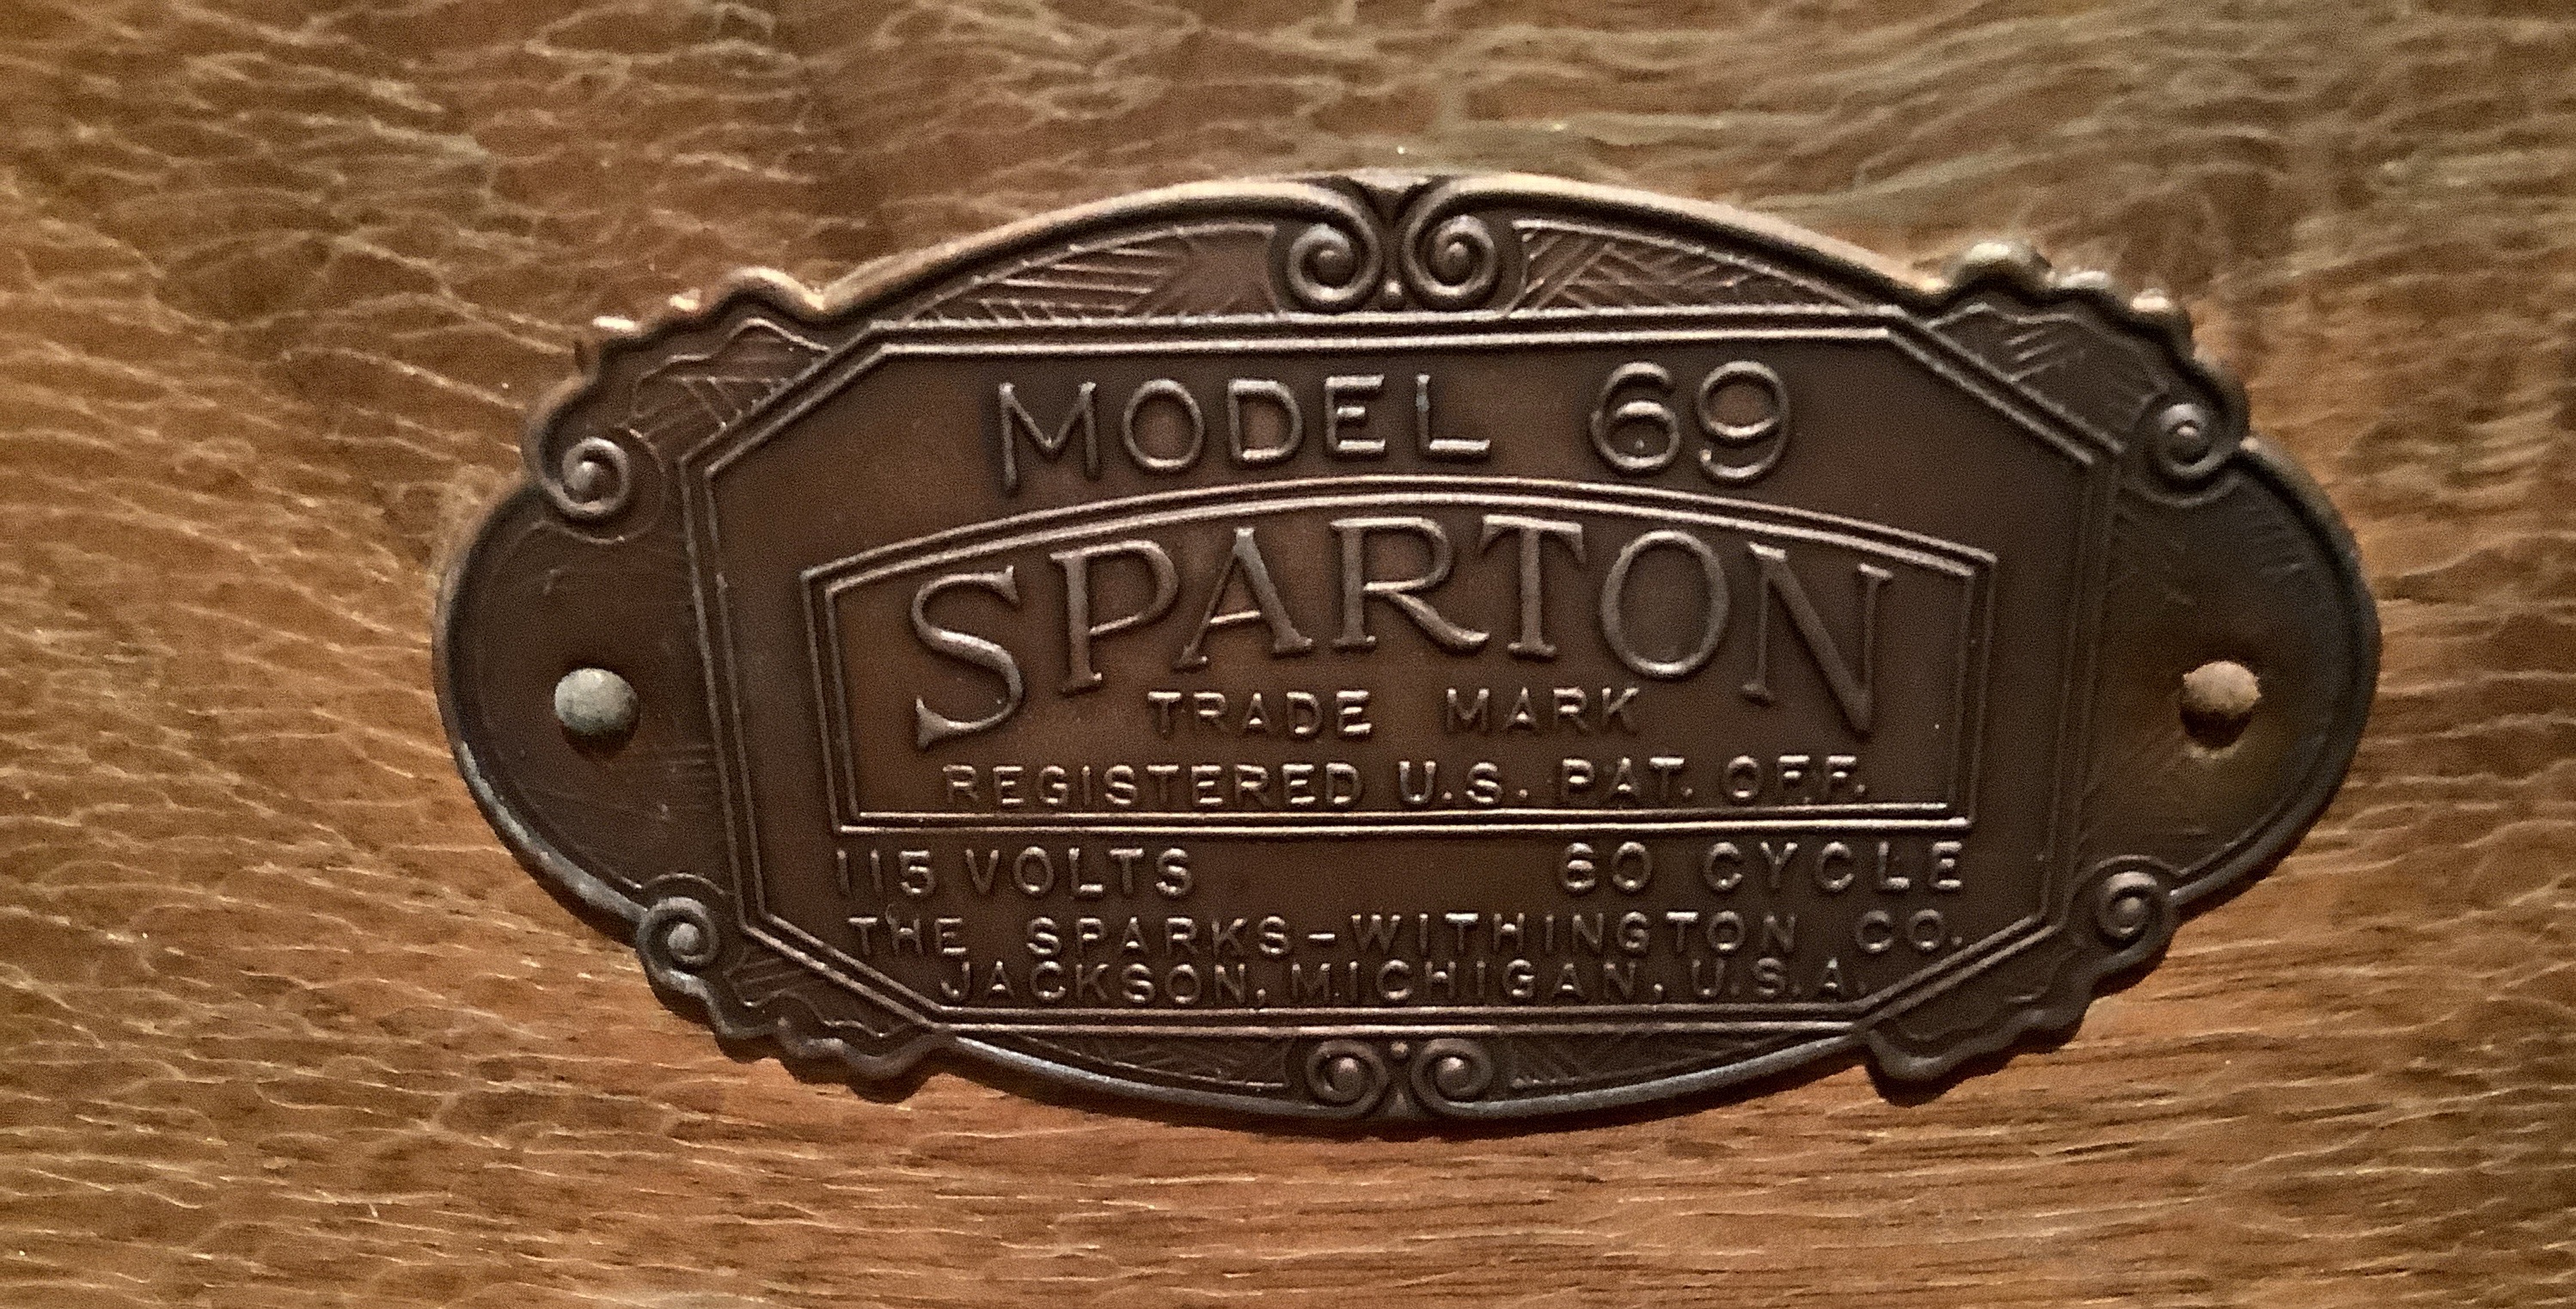 MODEL 69
SPARTON
TRADE MARK
REGISTERED U.S. PAT. OFF.
115 VOLTS 60 CYCLE
THE SPARKS-WITHINGTON CO.
JACKSON, MICHIGAN, U.S.A.